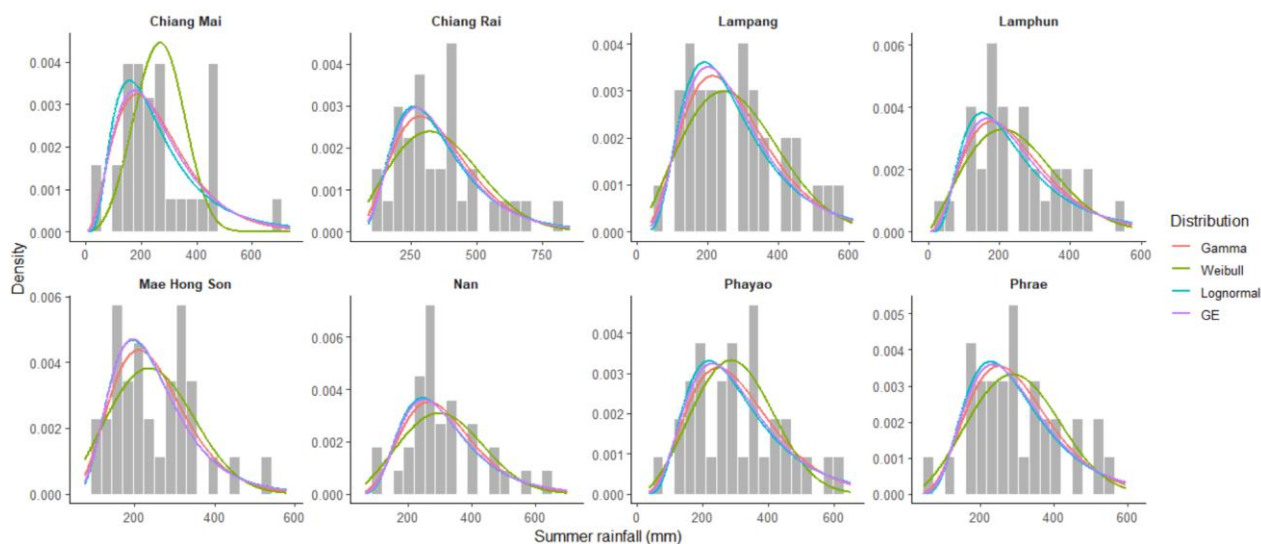 Chiang Mai
Chiang Rai
Lampang
Lamphun
0.004
0.003
0.002
0.001
0.000
0 200 400 600
0.004
0.003
0.002
0.001
0.000
250 500 750
0.004
0.003
0.002
0.001
0.000
0 200 400 600
0.006
0.004
0.002
0.000
0 200 400 600
Density
Mae Hong Son
Nan
Phayao
Phrae
0.006
0.004
0.002
0.000
200 400 600
0.006
0.004
0.002
0.000
200 400 600
0.004
0.003
0.002
0.001
0.000
0 200 400 600
0.005
0.004
0.003
0.002
0.001
0.000
200 400 600
Summer rainfall (mm)
Distribution
Gamma
Weibull
Lognormal
GE